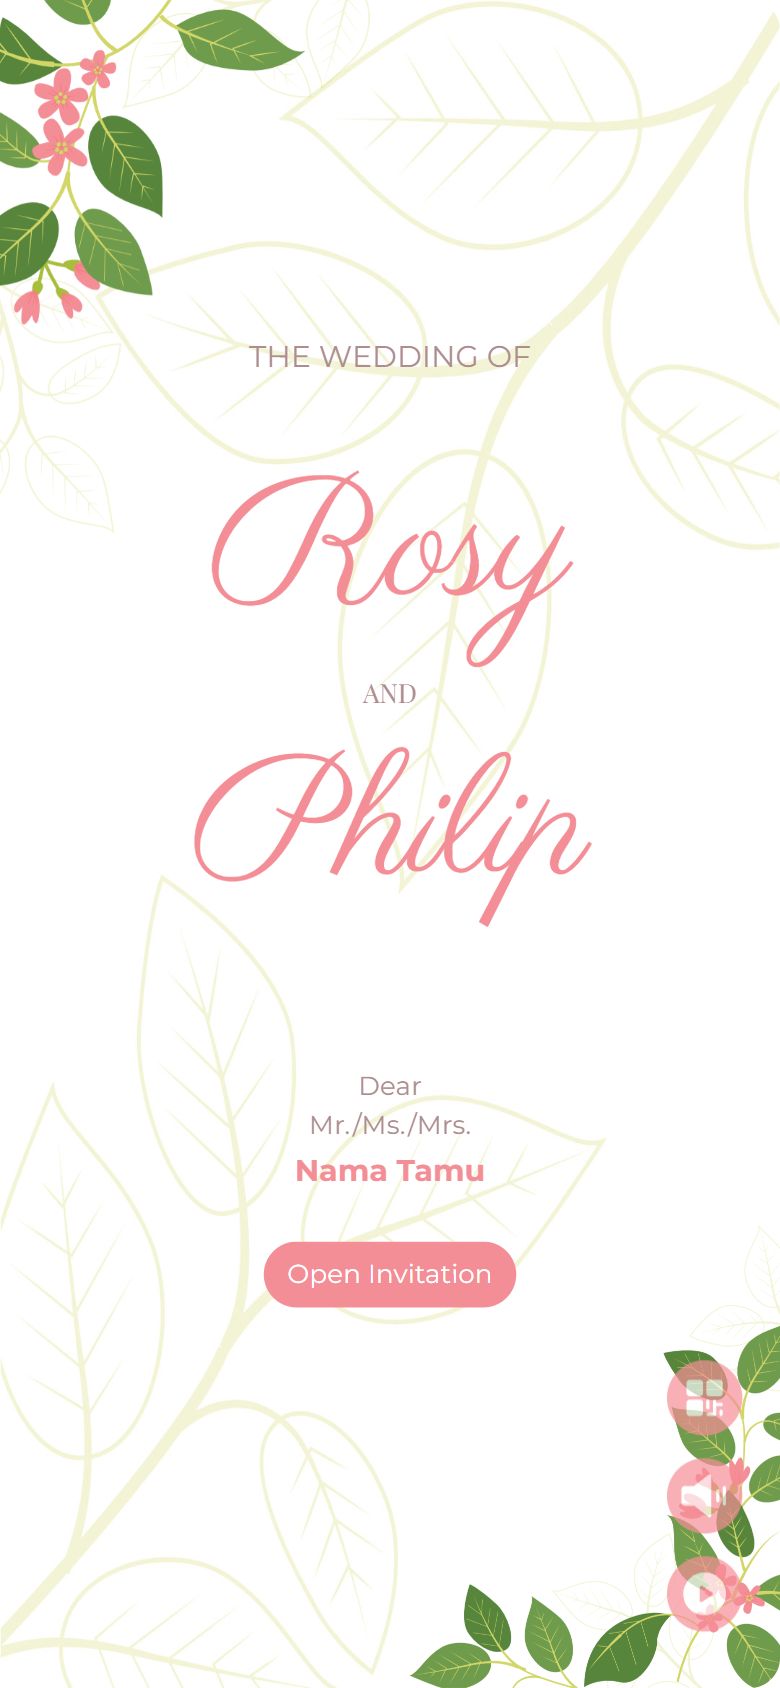 THE WEDDING OF
Rosy
AND
Philip
Dear
Mr./Ms./Mrs.
Nama Tamu
Open Invitation